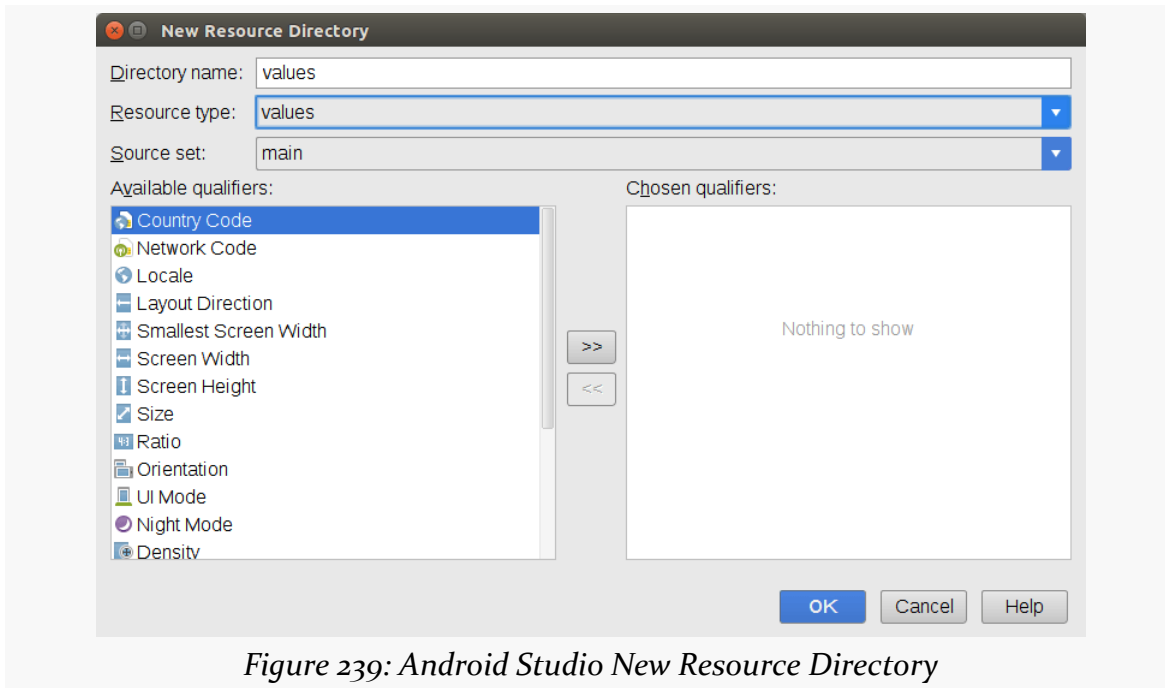 New Resource Directory
Directory name: values
Resource type: values
Source set: main
Available qualifiers:
Country Code
Network Code
Locale
Layout Direction
Smallest Screen Width
Screen Width
Screen Height
Size
Ratio
Orientation
UI Mode
Night Mode
Density
>>
<<
Chosen qualifiers:
Nothing to show
OK Cancel Help
Figure 239: Android Studio New Resource Directory